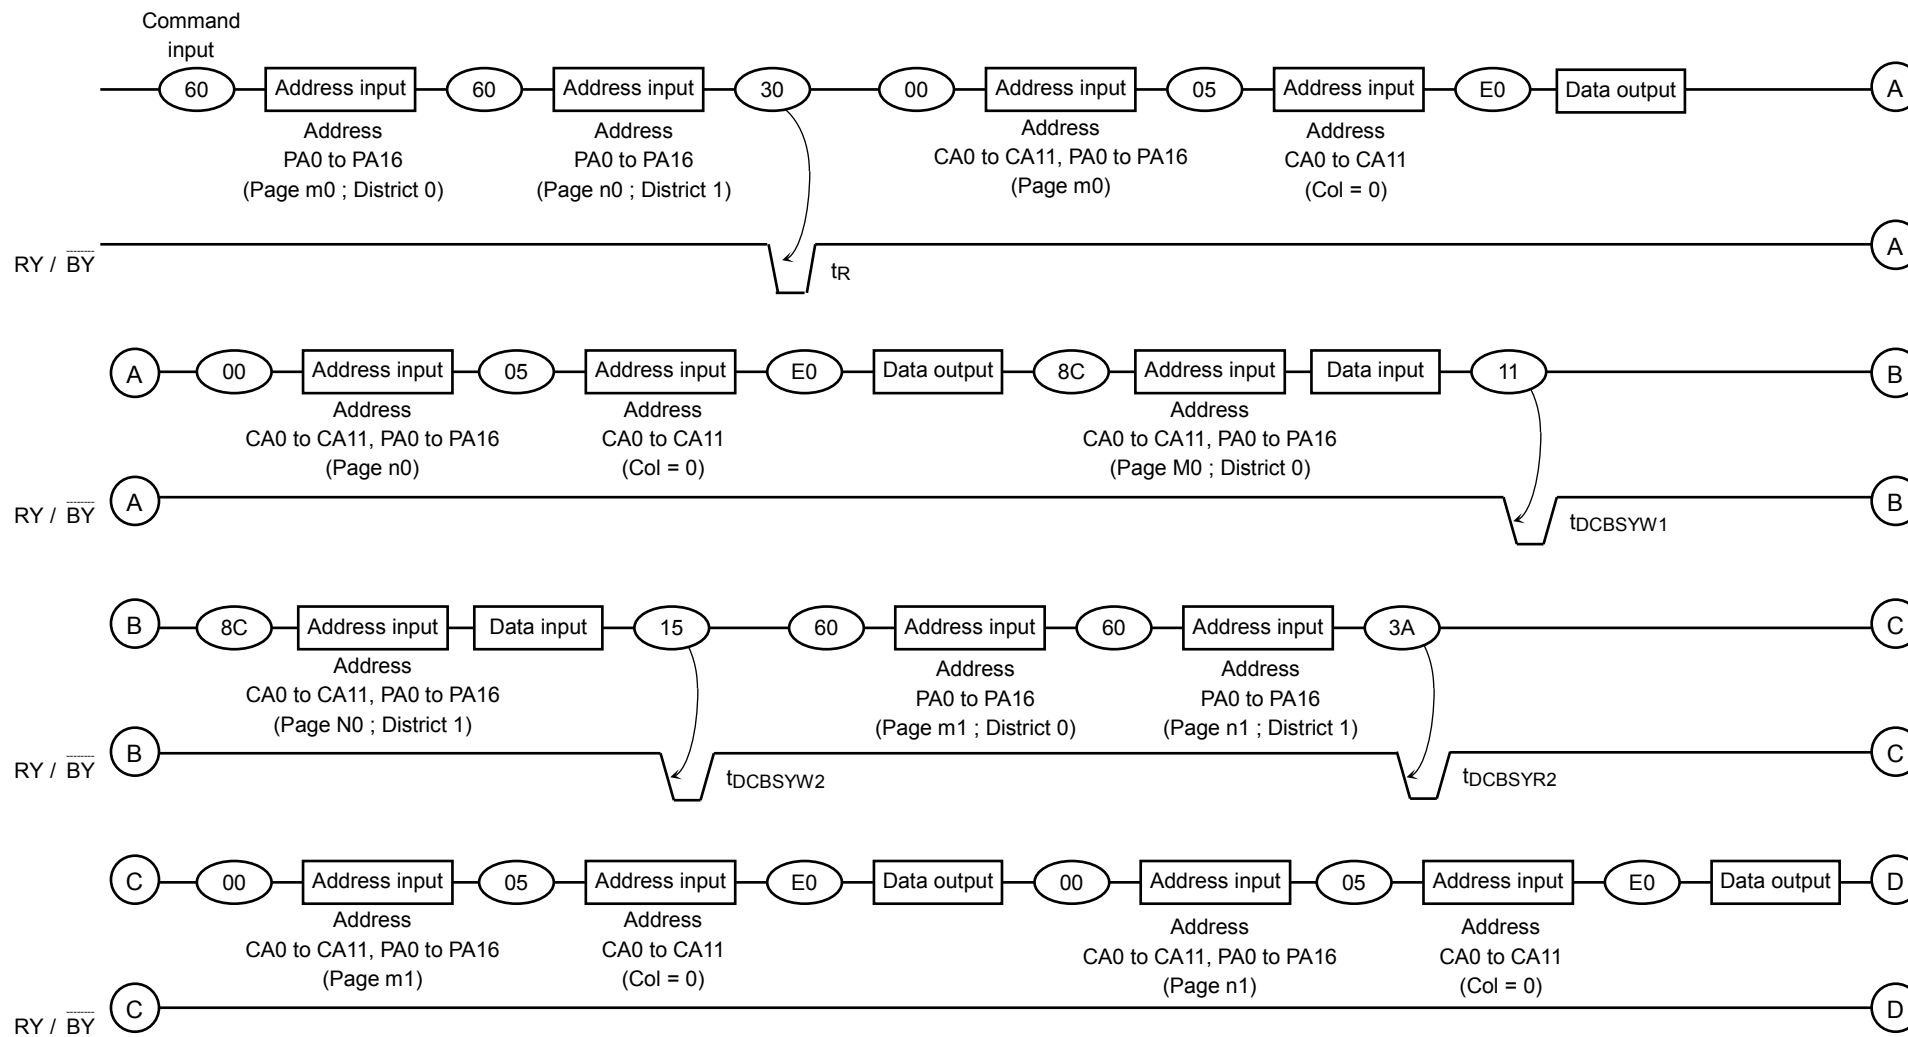 Command
input
60 Address input 60 Address input 30 00 Address input 05 Address input E0 Data output A
Address
PA0 to PA16
(Page m0 ; District 0)
Address
PA0 to PA16
(Page n0 ; District 1)
Address
CA0 to CA11, PA0 to PA16
(Page m0)
Address
CA0 to CA11
(Col = 0)
RY / BY tR A
A 00 Address input 05 Address input E0 Data output 8C Address input Data input 11 B
Address
CA0 to CA11, PA0 to PA16
(Page n0)
Address
CA0 to CA11
(Col = 0)
Address
CA0 to CA11, PA0 to PA16
(Page M0 ; District 0)
RY / BY A tDCBSYW1 B
B 8C Address input Data input 15 60 Address input 60 Address input 3A C
Address
CA0 to CA11, PA0 to PA16
(Page N0 ; District 1)
Address
PA0 to PA16
(Page m1 ; District 0)
Address
PA0 to PA16
(Page n1 ; District 1)
RY / BY B tDCBSYW2 tDCBSYR2 C
C 00 Address input 05 Address input E0 Data output 00 Address input 05 Address input E0 Data output D
Address
CA0 to CA11, PA0 to PA16
(Page m1)
Address
CA0 to CA11
(Col = 0)
Address
CA0 to CA11, PA0 to PA16
(Page n1)
Address
CA0 to CA11
(Col = 0)
RY / BY C D